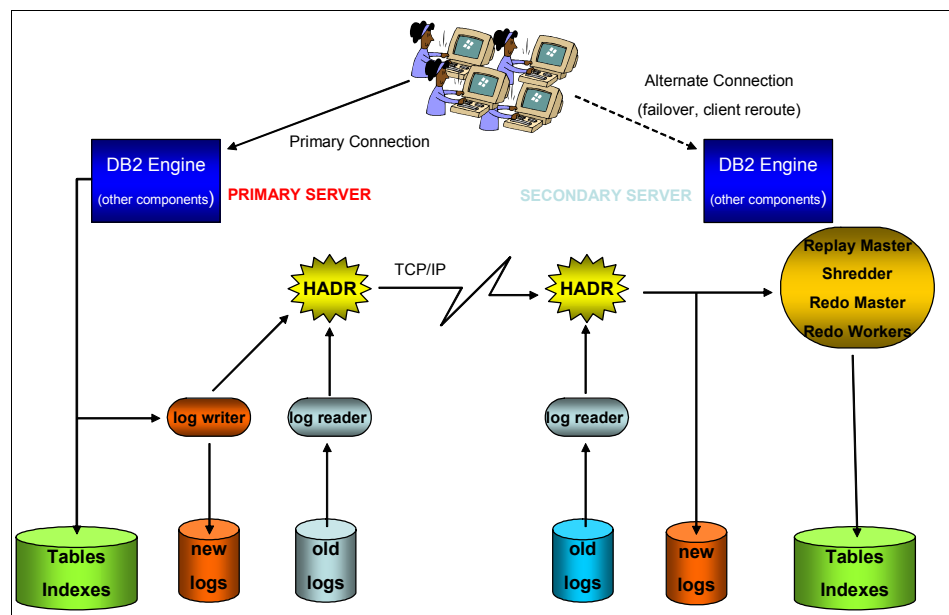 Alternate Connection
(failover, client reroute)
Primary Connection
DB2 Engine
(other components)
PRIMARY SERVER
SECONDARY SERVER
DB2 Engine
(other components)
HADR
TCP/IP
HADR
Replay Master
Shredder
Redo Master
Redo Workers
log writer
log reader
log reader
Tables
Indexes
new
logs
old
logs
old
logs
new
logs
Tables
Indexes